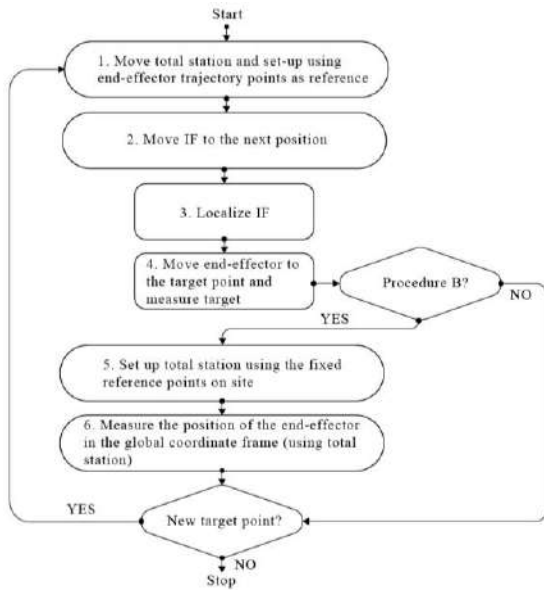 Start
1. Move total station and set-up using
end-effector trajectory points as reference
2. Move IF to the next position
3. Localize IF
4. Move end-effector to
the target point and
measure target
Procedure B?
NO
YES
5. Set up total station using the fixed
reference points on site
6. Measure the position of the end-effector
in the global coordinate frame (using total
station)
YES
New target point?
NO
Stop